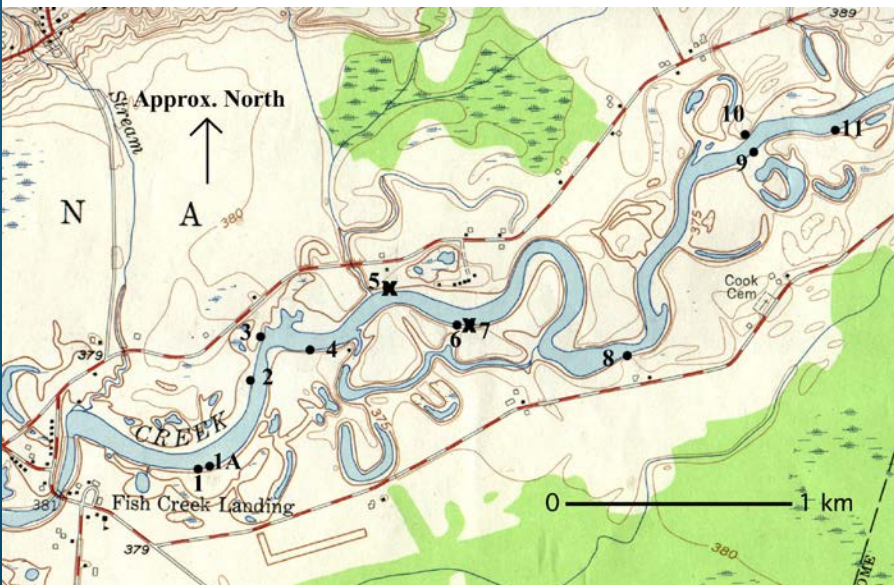 389
10
11
9
Approx. North
Stream
N A
380
375
5
Cook
Cem
3
6 7
4
8
379
2
375
CREEK
1 1A
Fish Creek Landing
381
0 1 km
379
380
OME